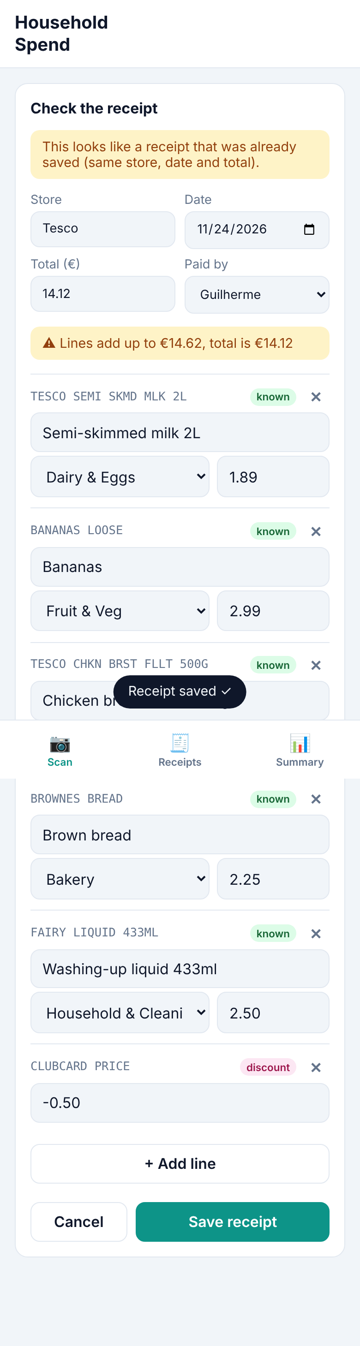 Household
Spend
Check the receipt
This looks like a receipt that was already
saved (same store, date and total).
Store
Date
Tesco
11/24/2026
Total (€)
Paid by
14.12
Guilherme
⚠ Lines add up to €14.62, total is €14.12
TESCO SEMI SKMD MLK 2L
known ✕
Semi-skimmed milk 2L
Dairy & Eggs
1.89
BANANAS LOOSE
known ✕
Bananas
Fruit & Veg
2.99
TESCO CHKN BRST FLLT 500G
known ✕
Chicken br
Receipt saved ✓
Scan
Receipts
Summary
BROWNES BREAD
known ✕
Brown bread
Bakery
2.25
FAIRY LIQUID 433ML
known ✕
Washing-up liquid 433ml
Household & Cleani
2.50
CLUBCARD PRICE
discount ✕
-0.50
+ Add line
Cancel
Save receipt